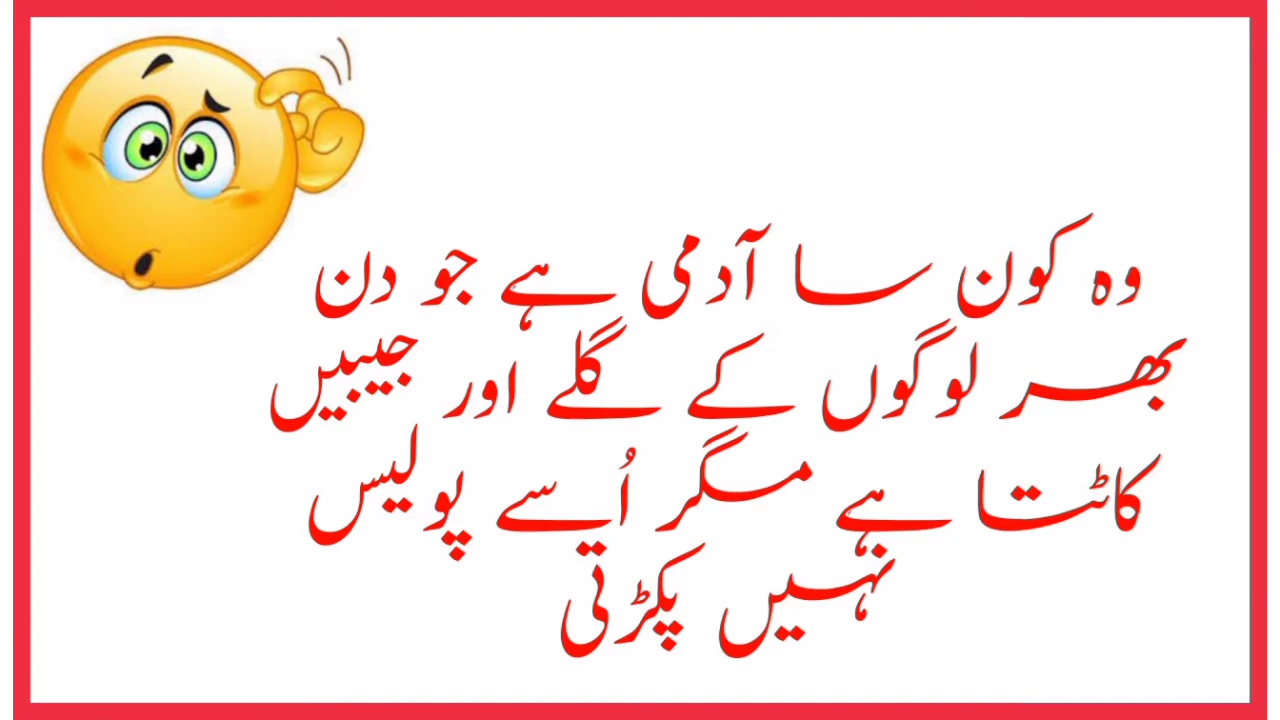 وہ کون سا آدمی ہے جو دن
بھر لوگوں کے گلے اور جیبیں
کاٹتا ہے مگر اُسے پولیس
نہیں پکڑتی